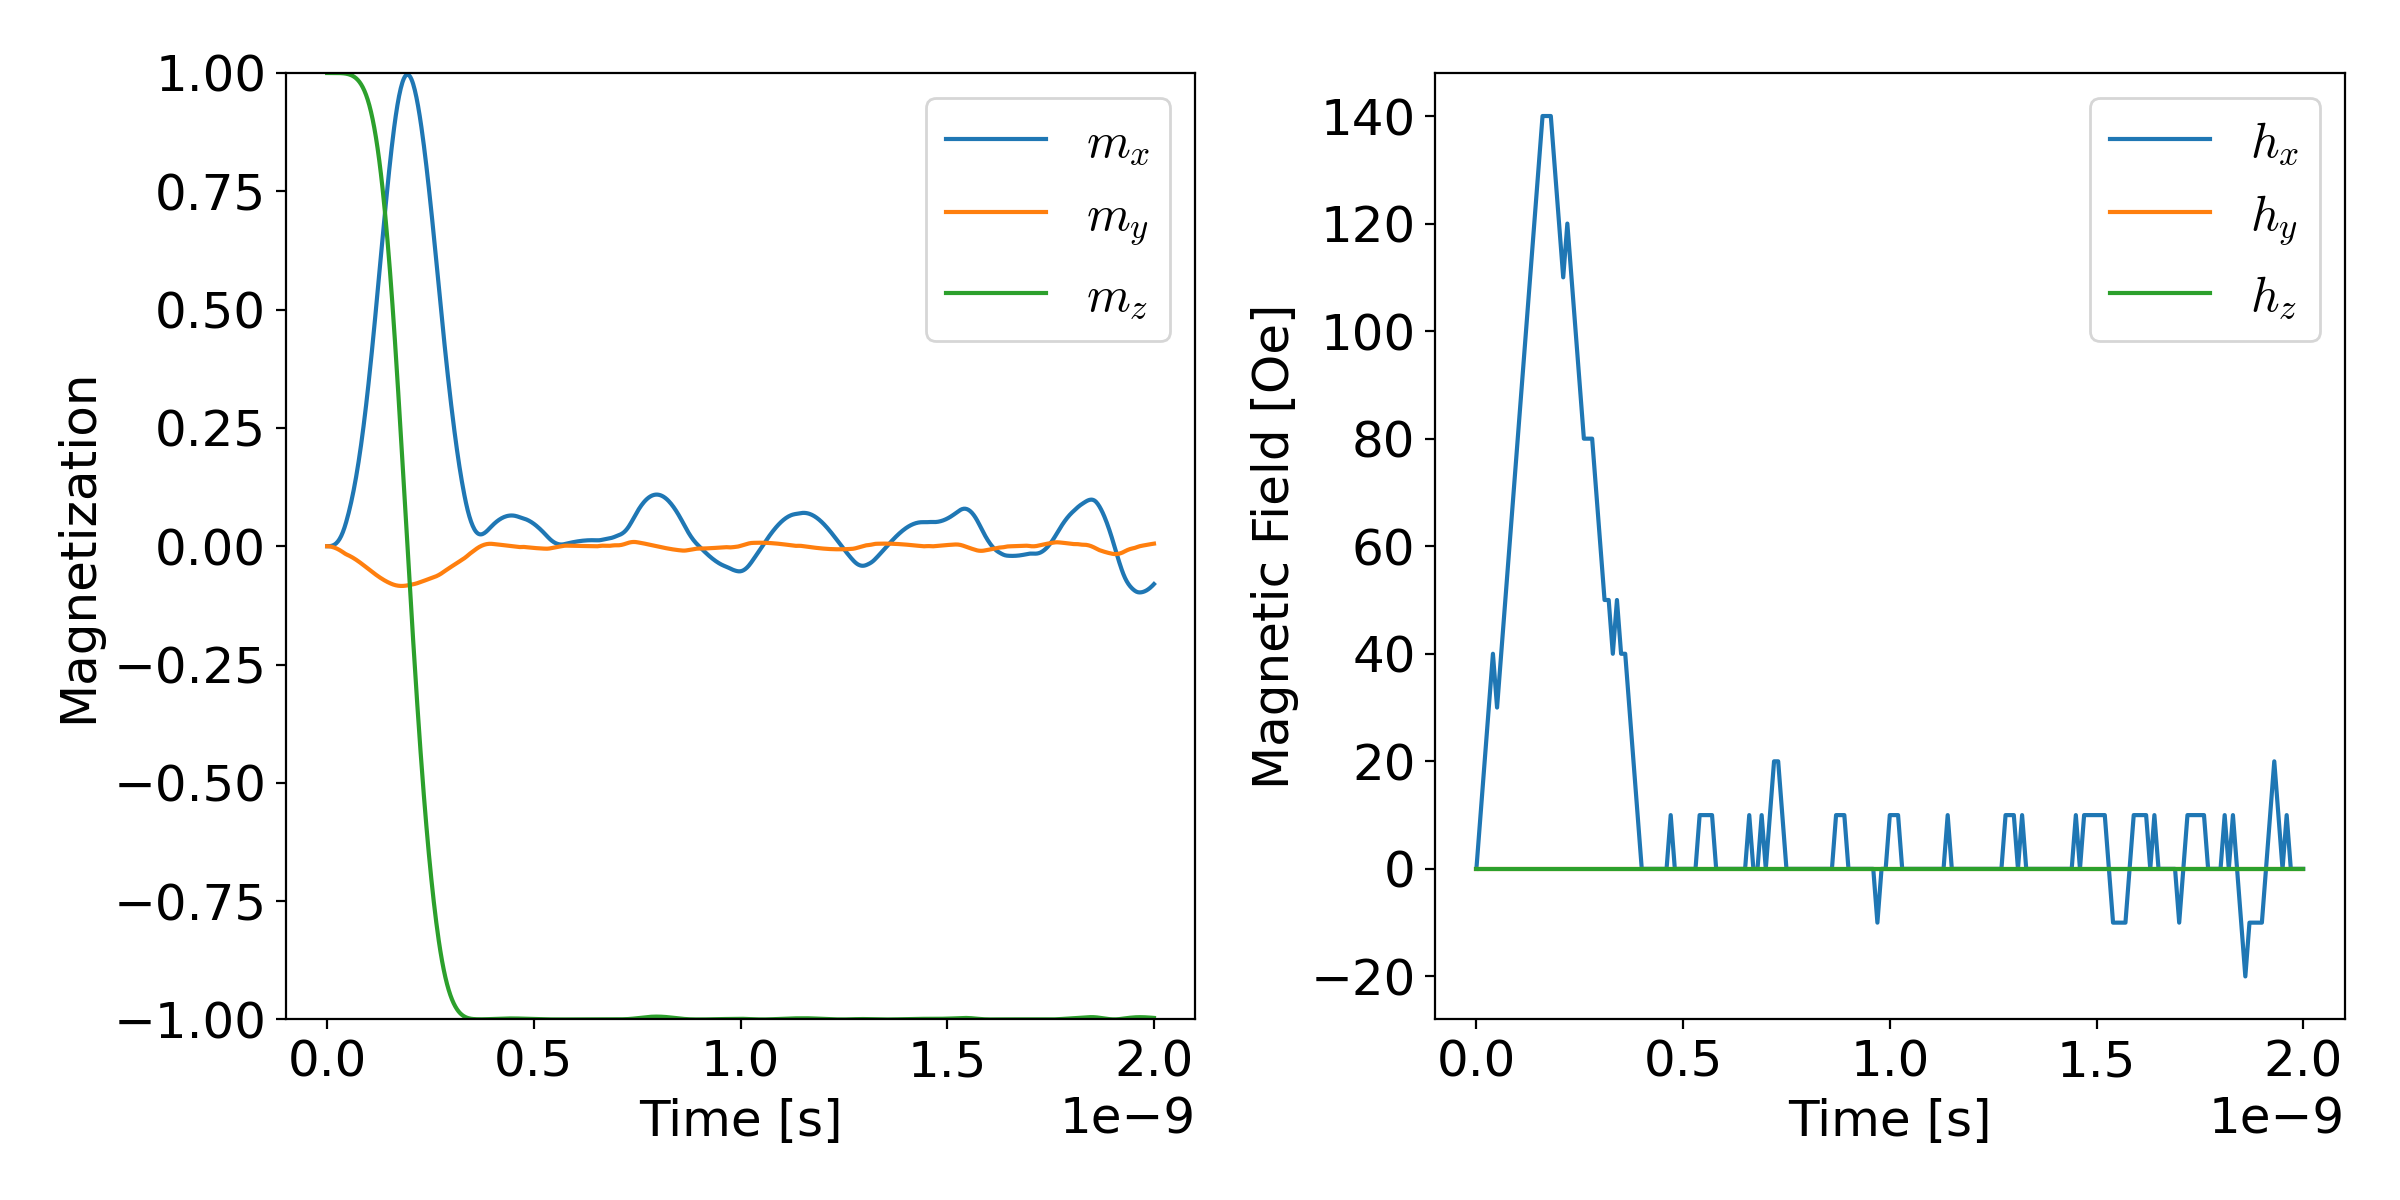 Magnetization
1.00
0.75
0.50
0.25
0.00
−0.25
−0.50
−0.75
−1.00
m_x
m_y
m_z
0.0 0.5 1.0 1.5 2.0
Time [s]
1e−9
Magnetic Field [Oe]
140
120
100
80
60
40
20
0
−20
h_x
h_y
h_z
0.0 0.5 1.0 1.5 2.0
Time [s]
1e−9